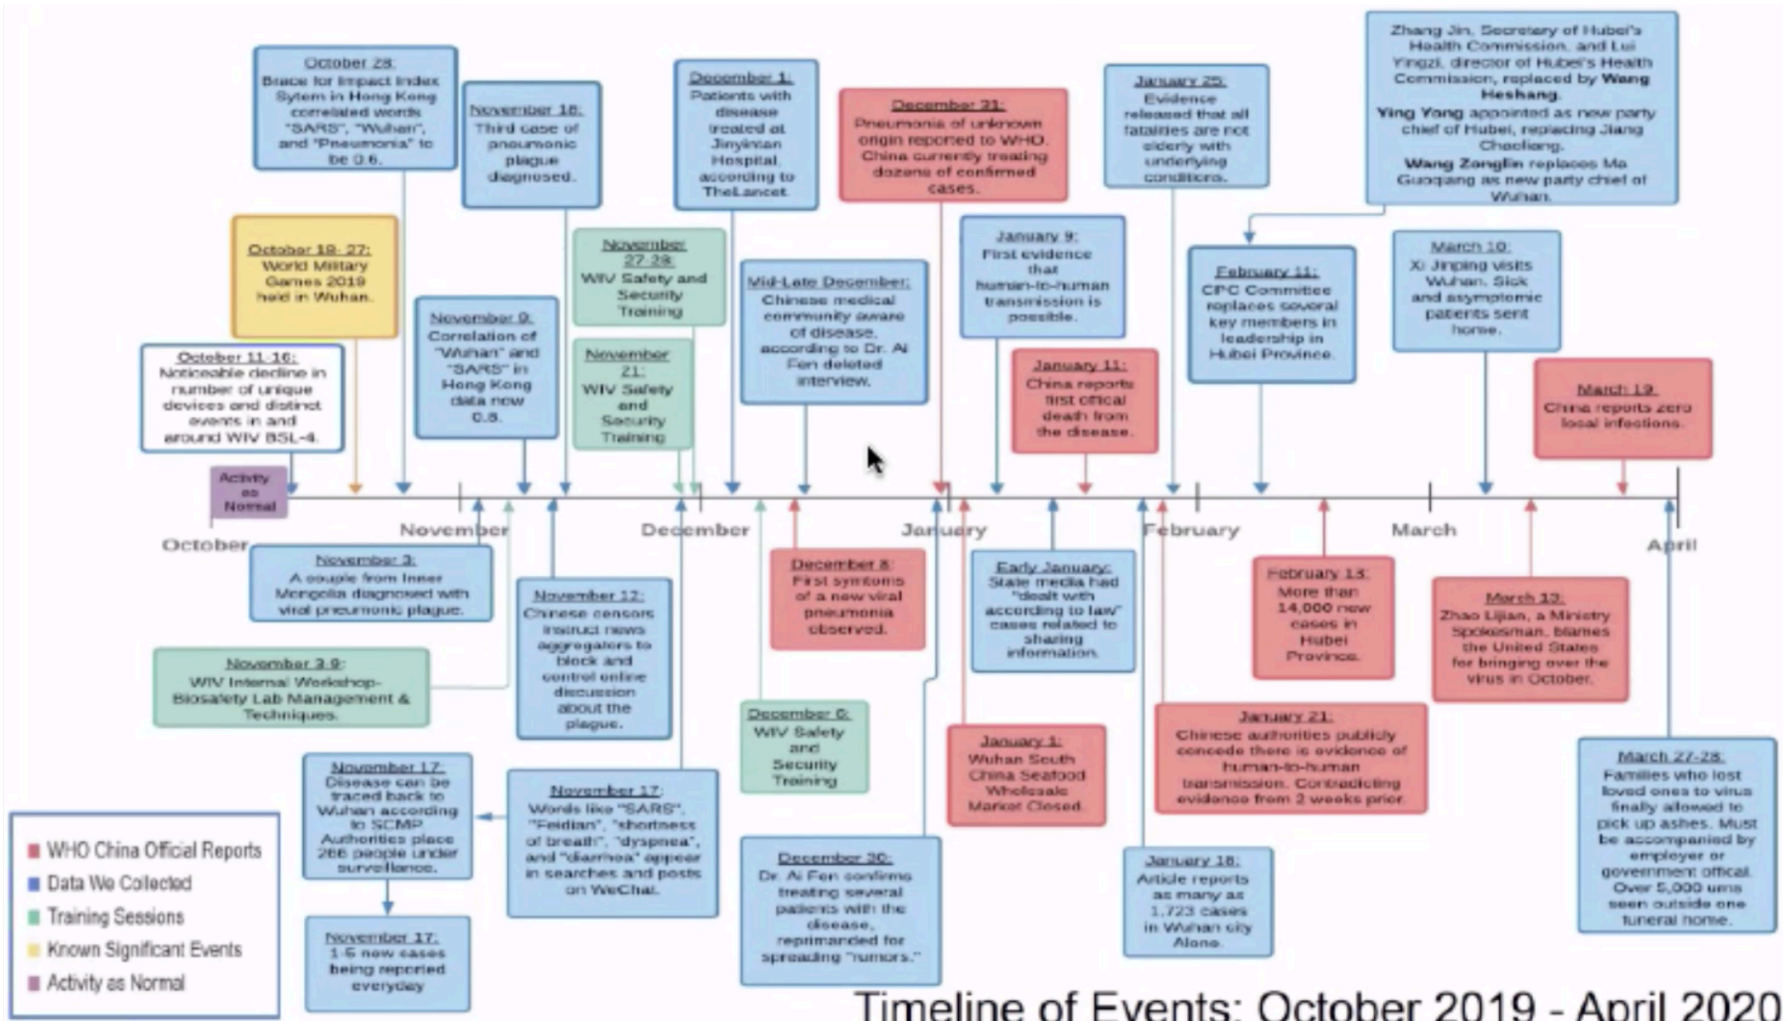 October 28:
Brace for Impact Index
Sytem in Hong Kong
correlated words
"SARS", "Wuhan",
and "Pneumonia" to
be 0.6.
November 18:
Third case of
pneumonic
plague
diagnosed.
December 1:
Patients with
disease
treated at
Jinyintan
Hospital,
according to
TheLancet.
December 31:
Pneumonia of unknown
origin reported to WHO.
China currently treating
dozens of confirmed
cases.
January 25:
Evidence
released that all
fatalities are not
elderly with
underlying
conditions.
Zhang Jin, Secretary of Hubei's
Health Commission, and Lui
Yingzi, director of Hubei's Health
Commission, replaced by Wang
Heshang.
Ying Yong appointed as new party
chief of Hubei, replacing Jiang
Chaoliang.
Wang Zonglin replaces Ma
Guoqiang as new party chief of
Wuhan.
October 18- 27:
World Military
Games 2019
held in Wuhan.
November 9:
Correlation of
"Wuhan" and
"SARS" in
Hong Kong
data now
0.8.
November
27-28:
WIV Safety and
Security
Training
Mid-Late December:
Chinese medical
community aware
of disease,
according to Dr. Ai
Fen deleted
interview.
January 9:
First evidence
that
human-to-human
transmission is
possible.
February 11:
CPC Committee
replaces several
key members in
leadership in
Hubei Province.
March 10:
Xi Jinping visits
Wuhan. Sick
and asymptomic
patients sent
home.
October 11-16:
Noticeable decline in
number of unique
devices and distinct
events in and
around WIV BSL-4.
November
21:
WIV Safety
and
Security
Training
January 11:
China reports
first offical
death from
the disease.
March 19:
China reports zero
local infections.
Activity
as
Normal
October
November
December
January
February
March
April
November 3:
A couple from Inner
Mongolia diagnosed with
viral pneumonic plague.
November 12:
Chinese censors
instruct news
aggregators to
block and
control online
discussion
about the
plague.
December 8:
First symtoms
of a new viral
pneumonia
observed.
Early January:
State media had
"dealt with
according to law"
cases related to
sharing
information.
February 13:
More than
14,000 new
cases in
Hubei
Province.
March 13:
Zhao Lijian, a Ministry
Spokesman, blames
the United States
for bringing over the
virus in October.
November 3-9:
WIV Internal Workshop-
Biosafety Lab Management &
Techniques.
December 6:
WIV Safety
and
Security
Training
January 1:
Wuhan South
China Seafood
Wholesale
Market Closed.
January 21:
Chinese authorities publicly
concede there is evidence of
human-to-human
transmission. Contradicting
evidence from 2 weeks prior.
March 27-28:
Families who lost
loved ones to virus
finally allowed to
pick up ashes. Must
be accompanied by
employer or
government offical.
Over 5,000 urns
seen outside one
funeral home.
November 17:
Disease can be
traced back to
Wuhan according
to SCMP.
Authorities place
266 people under
surveillance.
November 17:
Words like "SARS",
"Feidian", "shortness
of breath", "dyspnea",
and "diarrhea" appear
in searches and posts
on WeChat.
December 30:
Dr. Ai Fen confirms
treating several
patients with the
disease,
reprimanded for
spreading "rumors."
January 18:
Article reports
as many as
1,723 cases
in Wuhan city
Alone.
November 17:
1-5 new cases
being reported
everyday
WHO China Official Reports
Data We Collected
Training Sessions
Known Significant Events
Activity as Normal
Timeline of Events: October 2019 - April 2020